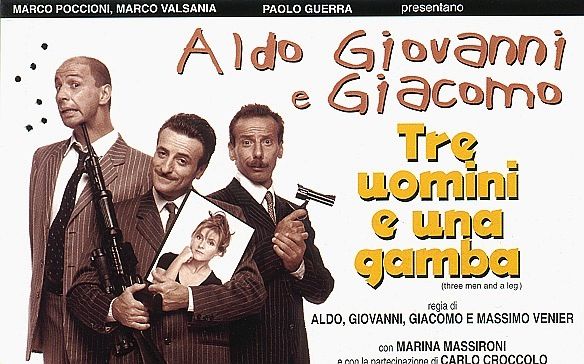 MARCO POCCIONI, MARCO VALSANIA PAOLO GUERRA presentano
Aldo Giovanni
e Giacomo
Tre
uomini
e una
gamba
(three men and a leg)
regia di
ALDO, GIOVANNI, GIACOMO E MASSIMO VENIER
con MARINA MASSIRONI
e con la partecipazione di CARLO CROCCOLO